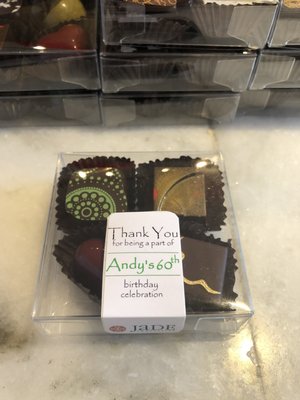 Thank You
for being a part of
Andy's 60th
birthday
celebration
JADE